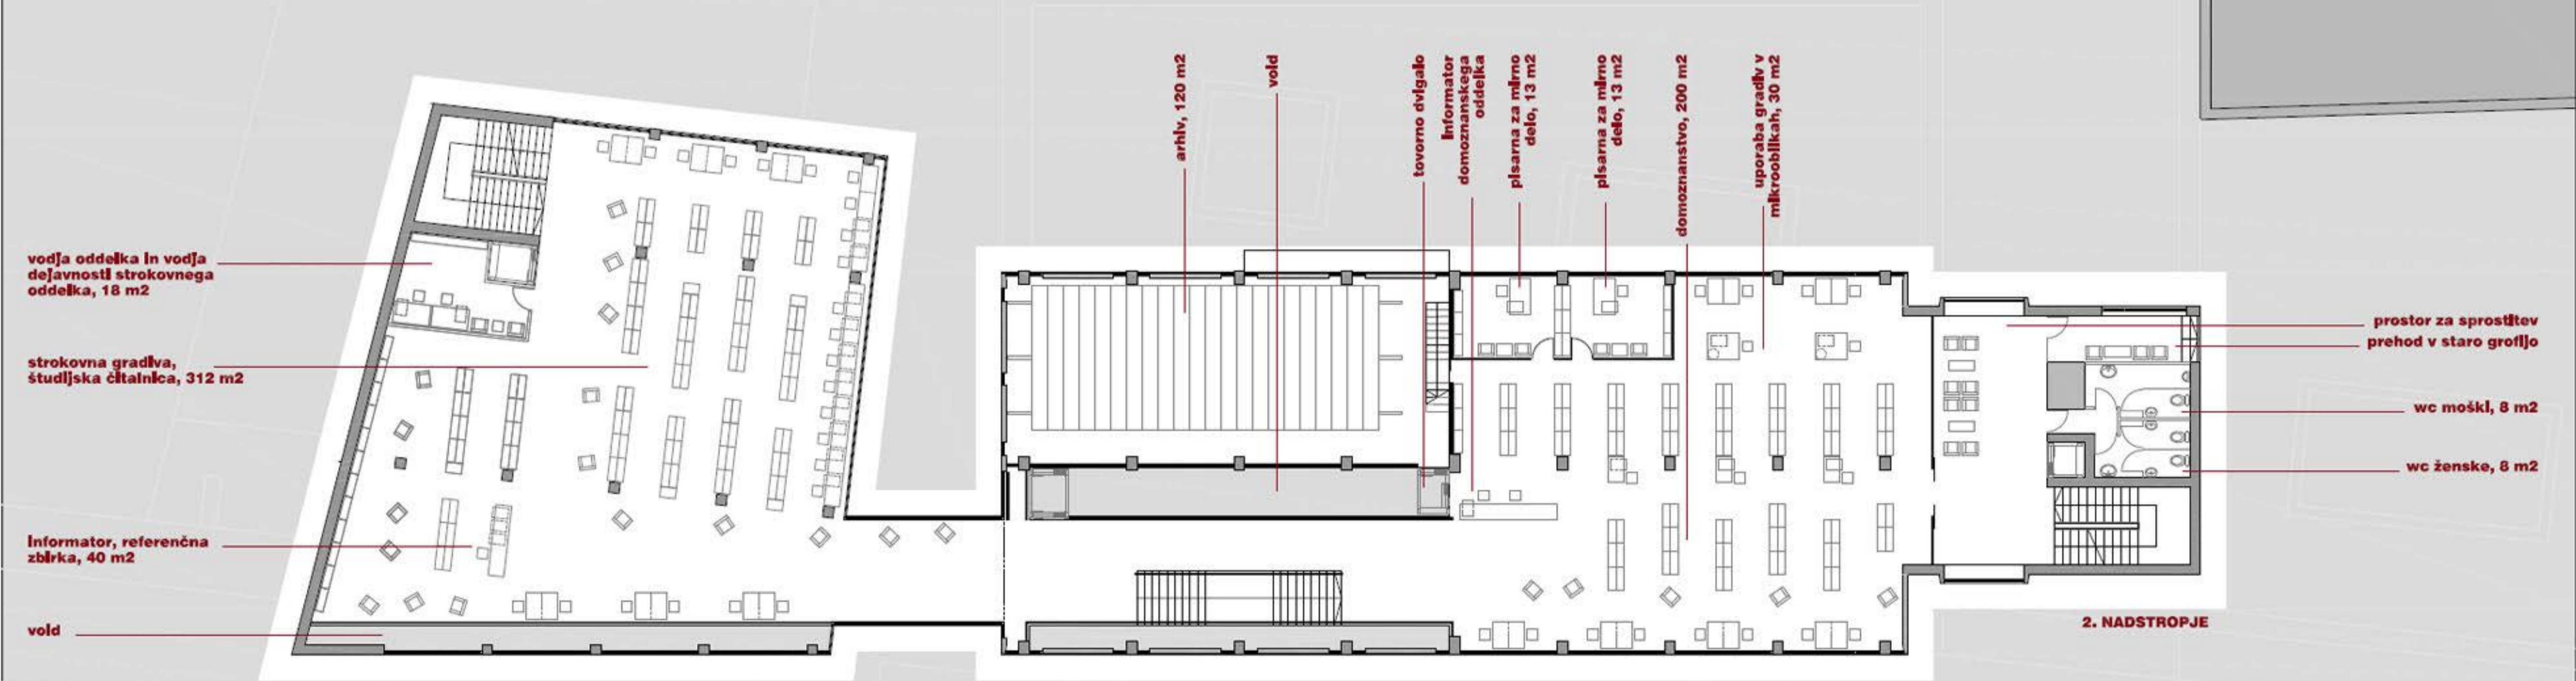 vodja oddelka in vodja
dejavnosti strokovnega
oddelka, 18 m2
strokovna gradiva,
študijska čitalnica, 312 m2
Informator, referenčna
zbirka, 40 m2
void
arhiv, 120 m2
void
tovorno dvigalo
Informator
domoznanskega
oddelka
pisarna za mirno
delo, 13 m2
pisarna za mirno
delo, 13 m2
domoznanstvo, 200 m2
uporaba gradiv v
mikrooblikah, 30 m2
prostor za sprostitev
prehod v staro grofijo
wc moški, 8 m2
wc ženske, 8 m2
2. NADSTROPJE